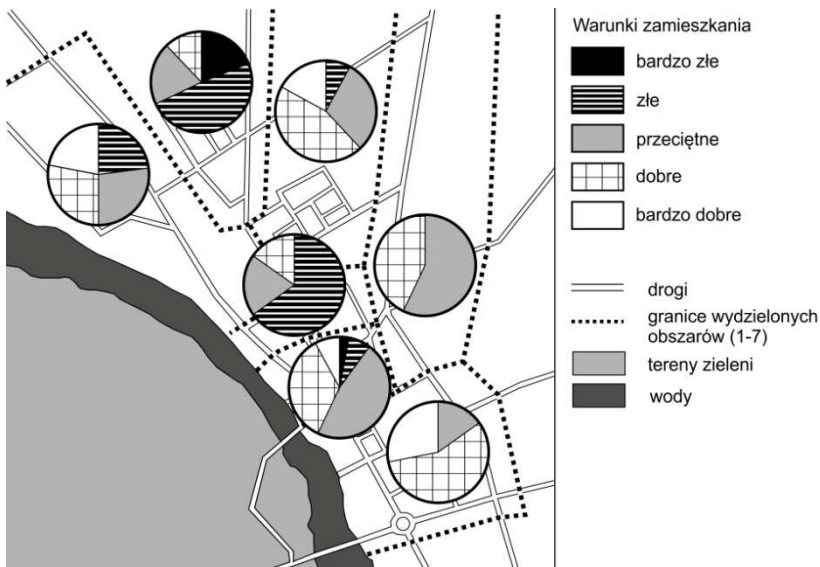 Warunki zamieszkania
bardzo złe
złe
przeciętne
dobre
bardzo dobre
drogi
granice wydzielonych
obszarów (1-7)
tereny zieleni
wody